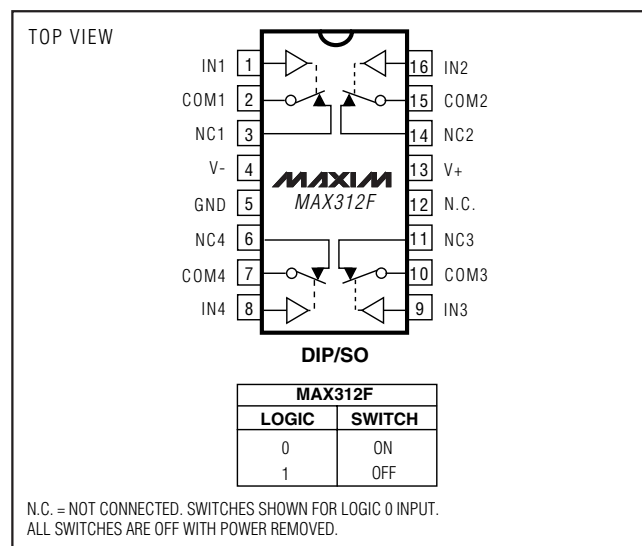 TOP VIEW
IN1 1 16 IN2
COM1 2 15 COM2
NC1 3 14 NC2
V- 4 13 V+
MAXIM
GND 5 MAX312F 12 N.C.
NC4 6 11 NC3
COM4 7 10 COM3
IN4 8 9 IN3
DIP/SO
MAX312F
LOGIC SWITCH
0 ON
1 OFF
N.C. = NOT CONNECTED. SWITCHES SHOWN FOR LOGIC 0 INPUT.
ALL SWITCHES ARE OFF WITH POWER REMOVED.